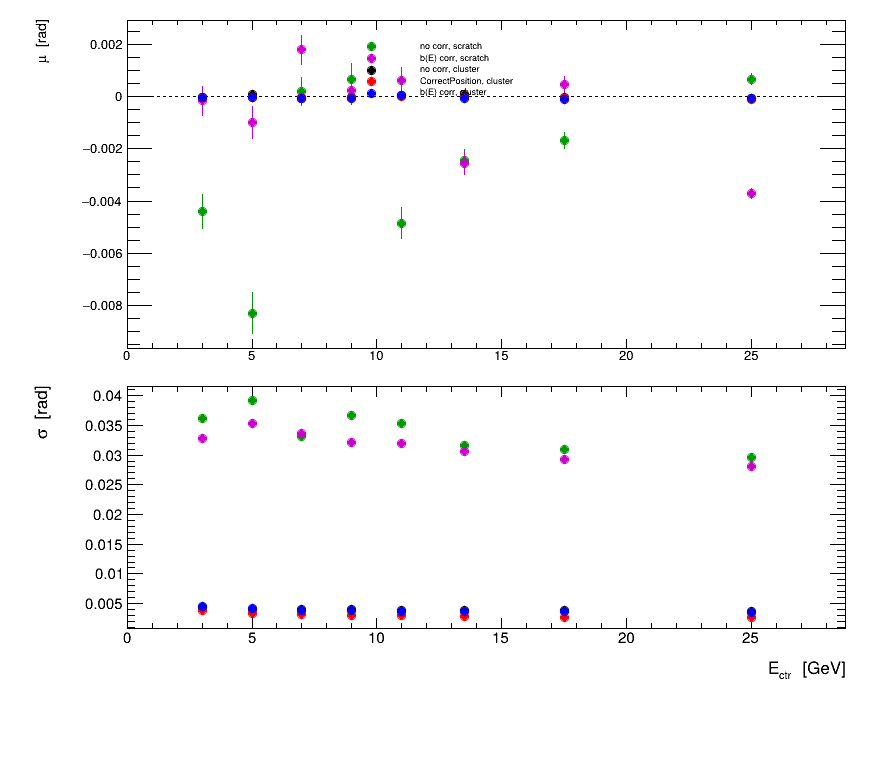 μ [rad]
0.002
0
−0.002
−0.004
−0.006
−0.008
no corr, scratch
b(E) corr, scratch
no corr, cluster
CorrectPosition, cluster
b(E) corr, cluster
0 5 10 15 20 25
σ [rad]
0.04
0.035
0.03
0.025
0.02
0.015
0.01
0.005
0 5 10 15 20 25
E_ctr [GeV]